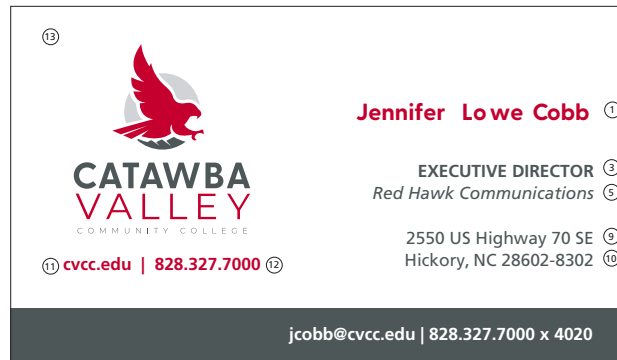 13
CATAWBA
VALLEY
COMMUNITY COLLEGE
11 cvcc.edu | 828.327.7000 12
Jennifer Lowe Cobb 1
EXECUTIVE DIRECTOR 3
Red Hawk Communications 5
2550 US Highway 70 SE 9
Hickory, NC 28602-8302 10
jcobb@cvcc.edu | 828.327.7000 x 4020